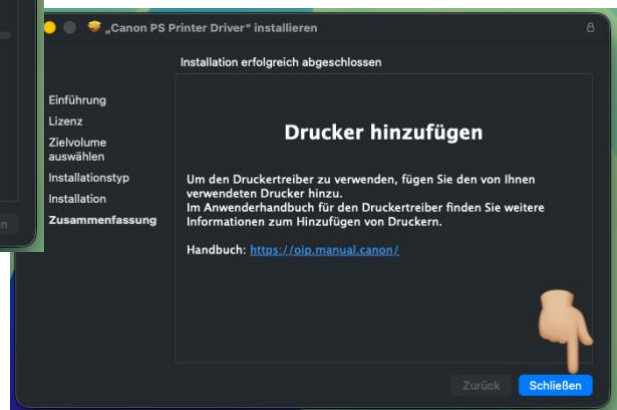 „Canon PS Printer Driver“ installieren
Installation erfolgreich abgeschlossen
Einführung
Lizenz
Zielvolume
auswählen
Installationstyp
Installation
Zusammenfassung
Drucker hinzufügen
Um den Druckertreiber zu verwenden, fügen Sie den von Ihnen
verwendeten Drucker hinzu.
Im Anwenderhandbuch für den Druckertreiber finden Sie weitere
Informationen zum Hinzufügen von Druckern.
Handbuch: https://oip.manual.canon/
Zurück
Schließen